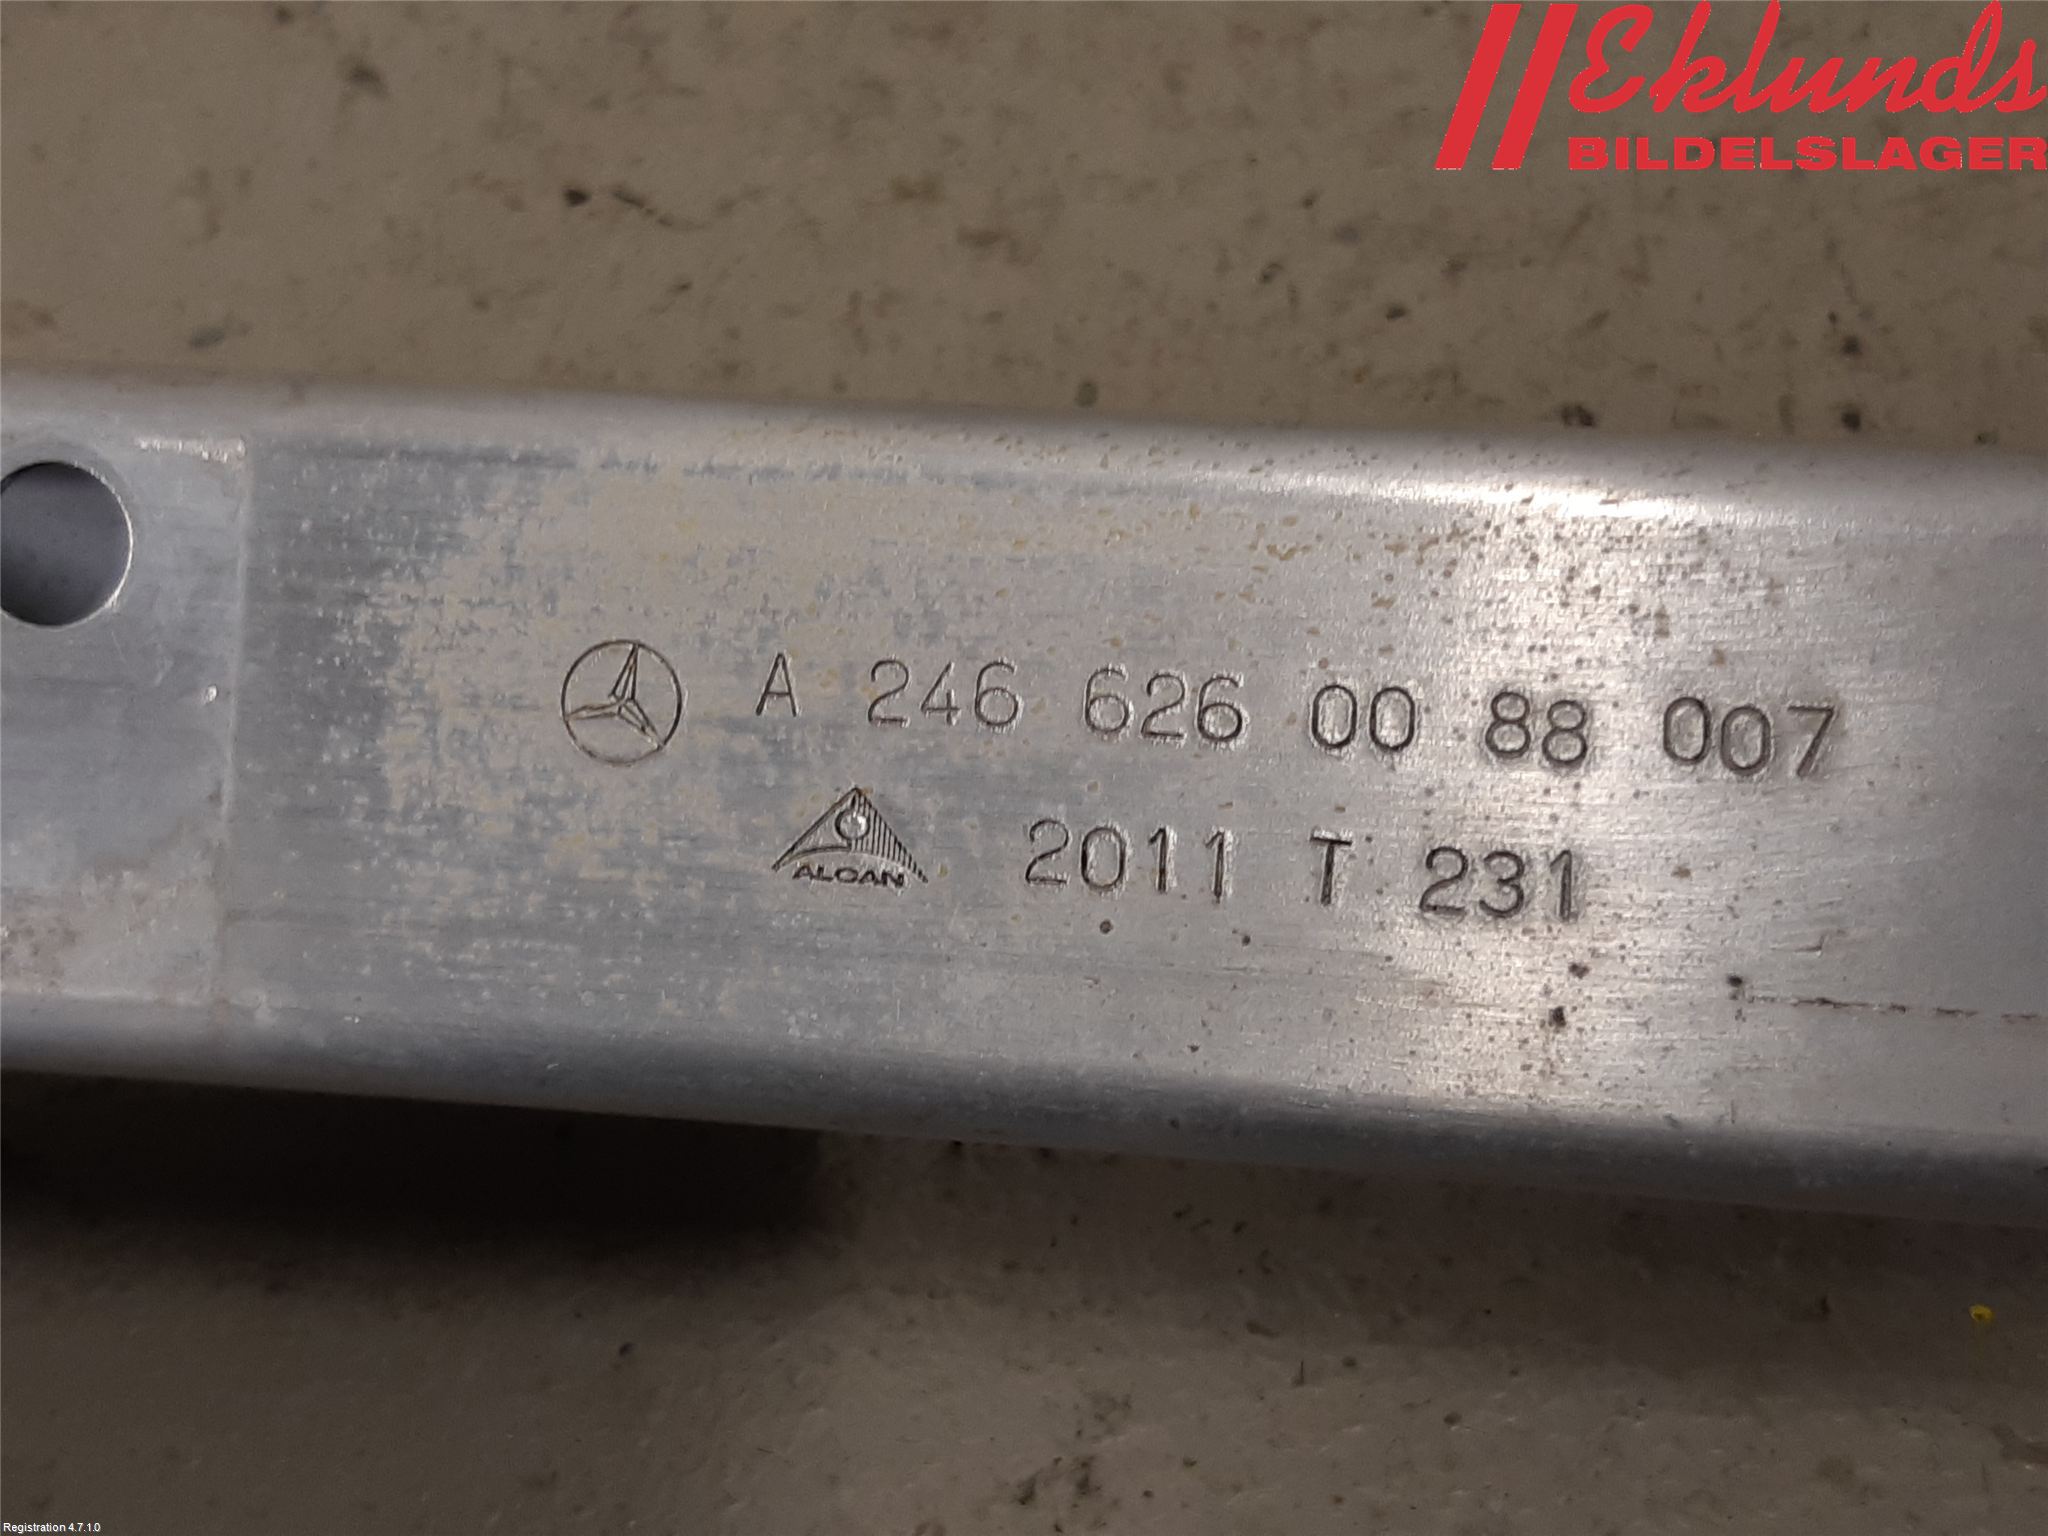 Eklunds
BILDELSLAGER
A 246 626 00 88 007
ALCAN 2011 T 231
Registration 4.7.1.0